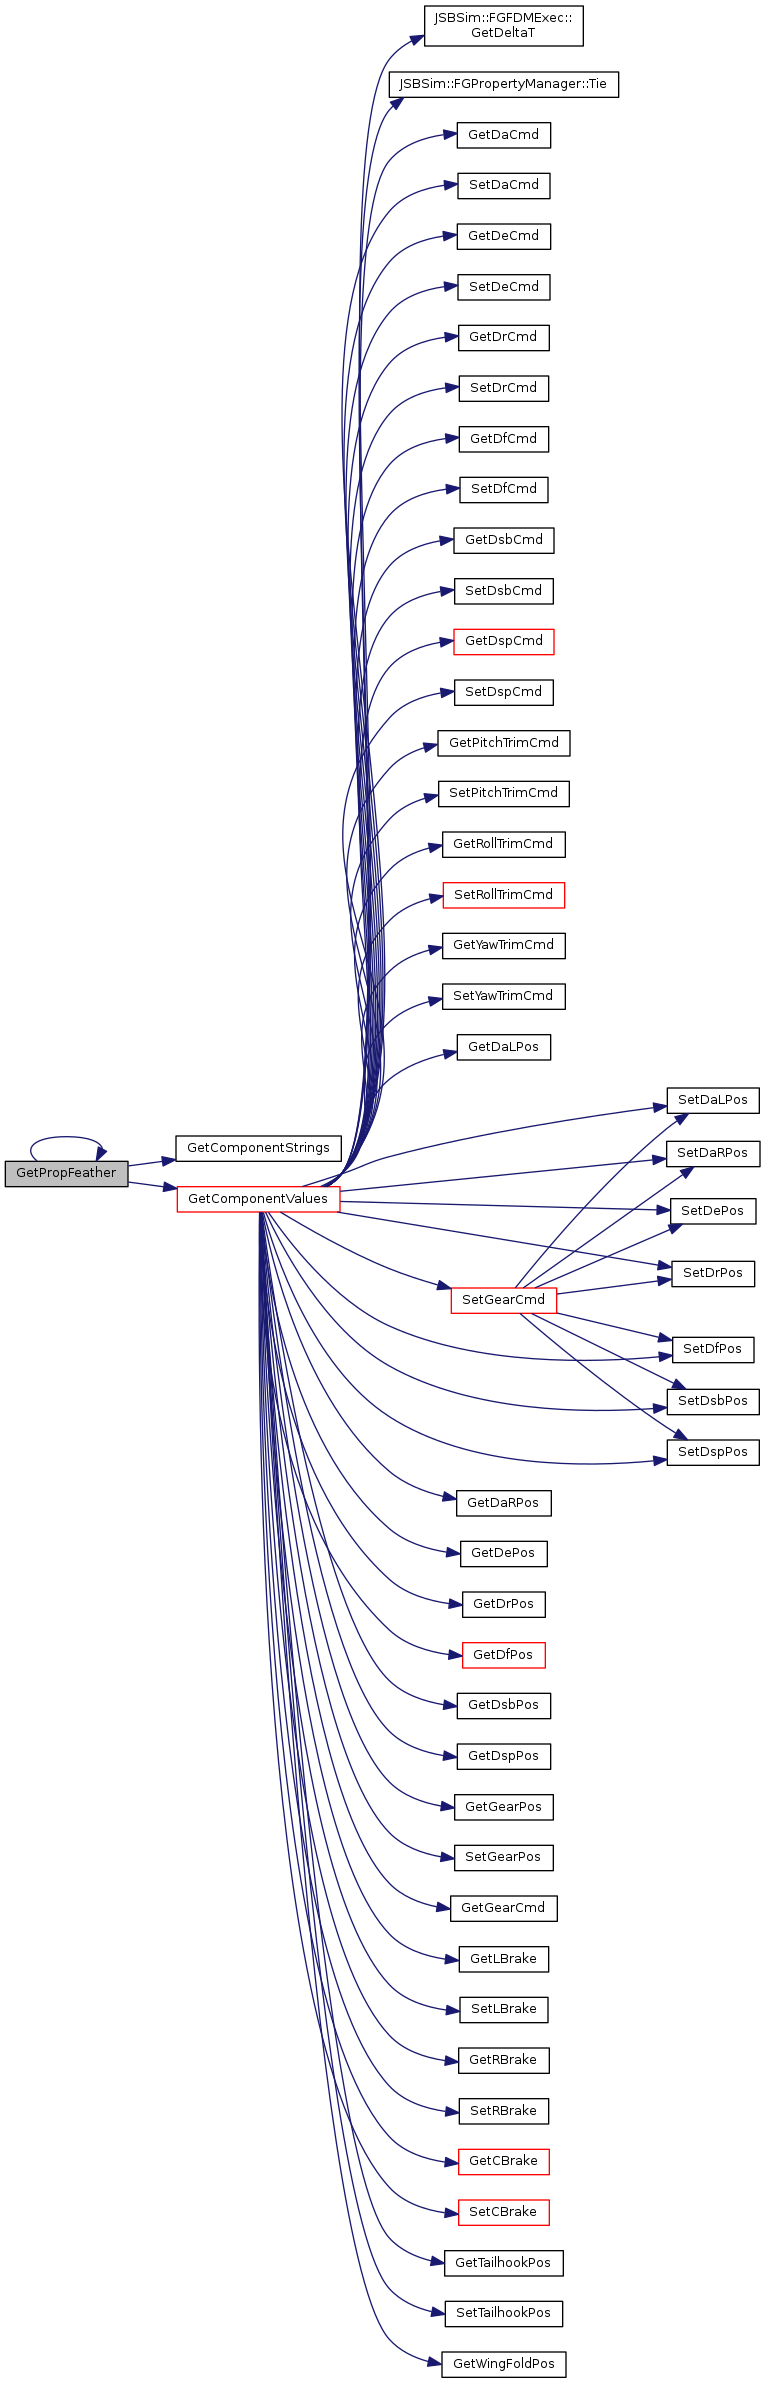 JSBSim::FGFDMExec::
GetDeltaT
JSBSim::FGPropertyManager::Tie
GetDaCmd
SetDaCmd
GetDeCmd
SetDeCmd
GetDrCmd
SetDrCmd
GetDfCmd
SetDfCmd
GetDsbCmd
SetDsbCmd
GetDspCmd
SetDspCmd
GetPitchTrimCmd
SetPitchTrimCmd
GetRollTrimCmd
SetRollTrimCmd
GetYawTrimCmd
SetYawTrimCmd
GetDaLPos
SetDaLPos
GetComponentStrings
SetDaRPos
GetPropFeather
GetComponentValues
SetDePos
SetDrPos
SetGearCmd
SetDfPos
SetDsbPos
SetDspPos
GetDaRPos
GetDePos
GetDrPos
GetDfPos
GetDsbPos
GetDspPos
GetGearPos
SetGearPos
GetGearCmd
GetLBrake
SetLBrake
GetRBrake
SetRBrake
GetCBrake
SetCBrake
GetTailhookPos
SetTailhookPos
GetWingFoldPos